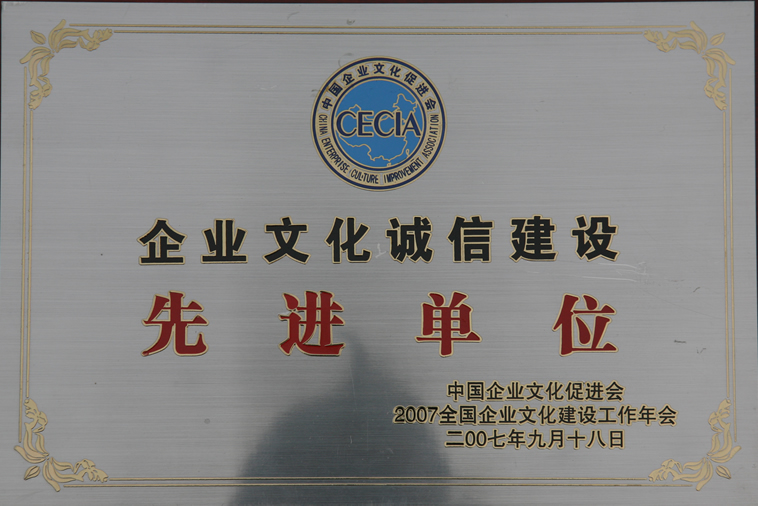 中国企业文化促进会
CECIA
CHINA ENTERPRISE CULTURE IMPROVEMENT ASSOCIATION
企业文化诚信建设
先进单位
中国企业文化促进会
2007全国企业文化建设工作年会
二00七年九月十八日